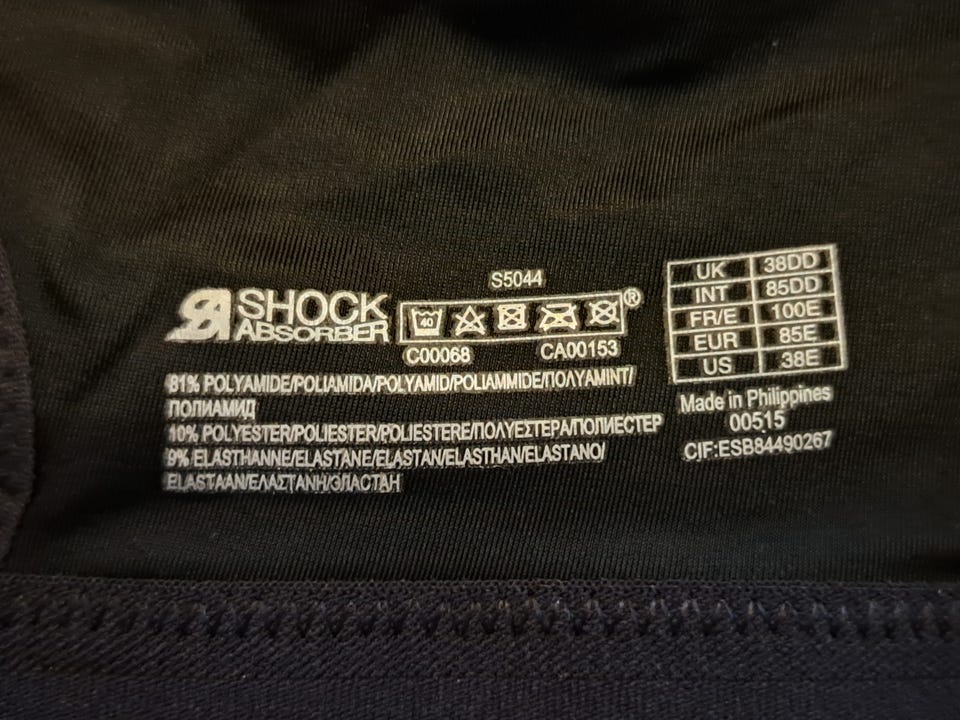 S5044
SHOCK
ABSORBER
40
®
C00068 CA00153
81% POLYAMIDE/POLIAMIDA/POLYAMID/POLIAMMIDE/ΠΟΛΥΑΜΙΝΤ/
ПОЛИАМИД
10% POLYESTER/POLIESTER/POLIESTERE/ΠΟΛΥΕΣΤΕΡΑ/ПОЛИЕСТЕР
9% ELASTHANNE/ELASTANE/ELASTAN/ELASTHAN/ELASTANO/
ELASTAAN/ΕΛΑΣΤΑΝΗ/ЭЛАСТАН
UK 38DD
INT 85DD
FR/E 100E
EUR 85E
US 38E
Made in Philippines
00515
CIF:ESB84490267